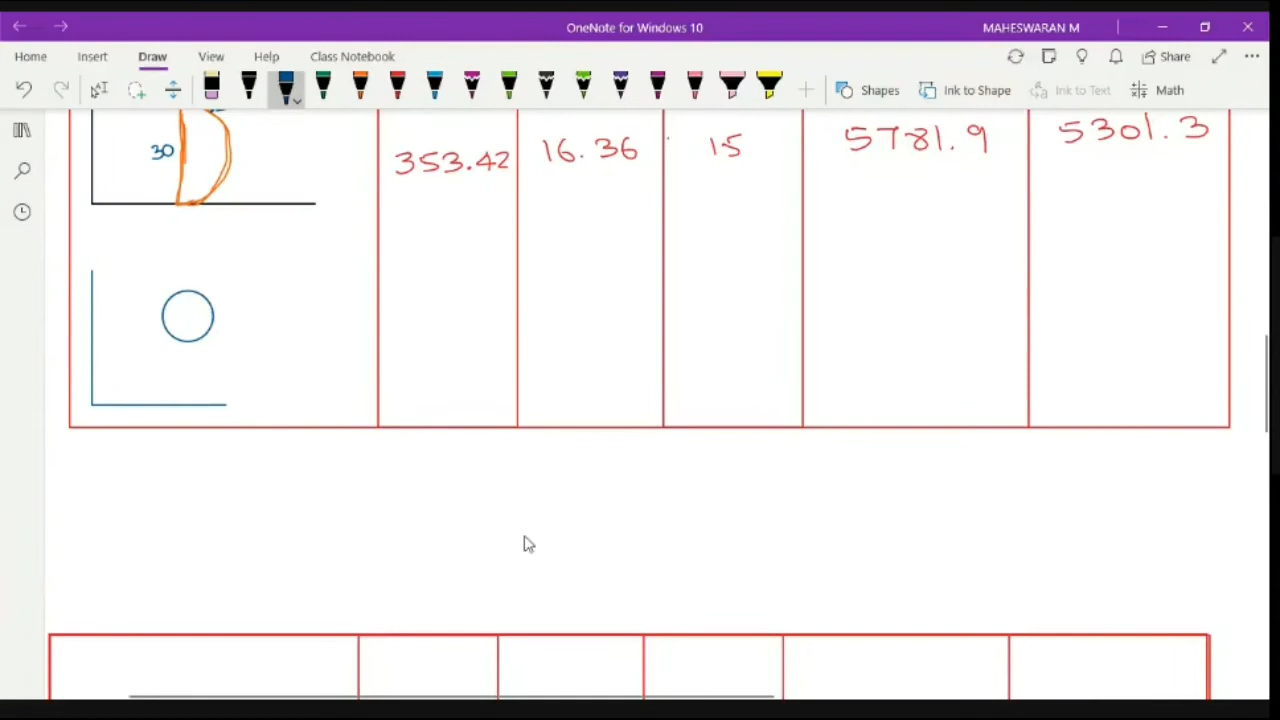 OneNote for Windows 10
MAHESWARAN M
Home Insert Draw View Help Class Notebook
Share
Shapes Ink to Shape Ink to Text Math
30 353.42 16.36 15 5781.9 5301.3